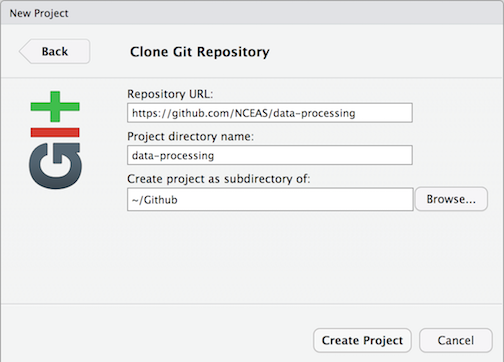 New Project
Back
Clone Git Repository
Repository URL:
https://github.com/NCEAS/data-processing
Project directory name:
data-processing
Create project as subdirectory of:
~/Github
Browse...
GIt
Create Project
Cancel